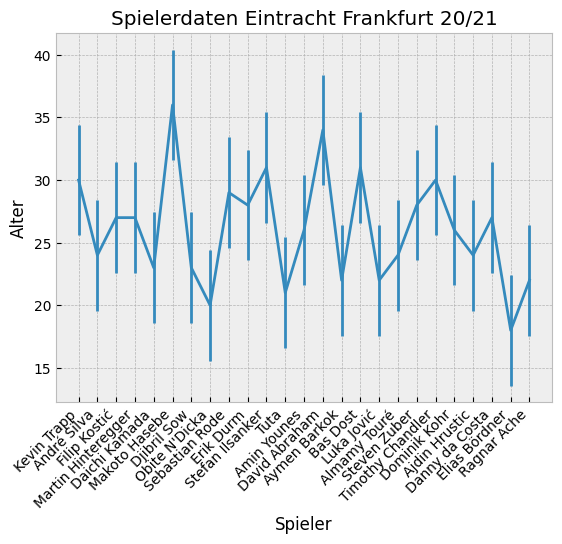 Spielerdaten Eintracht Frankfurt 20/21
Alter
40
35
30
25
20
15
Kevin Trapp
André Silva
Filip Kostić
Martin Hinteregger
Daichi Kamada
Makoto Hasebe
Djibril Sow
Obite N'Dicka
Sebastian Rode
Erik Durm
Stefan Ilsanker
Tuta
Amin Younes
David Abraham
Aymen Barkok
Bas Dost
Luka Jović
Almamy Touré
Steven Zuber
Timothy Chandler
Dominik Kohr
Ajdin Hrustic
Danny da Costa
Elias Bördner
Ragnar Ache
Spieler